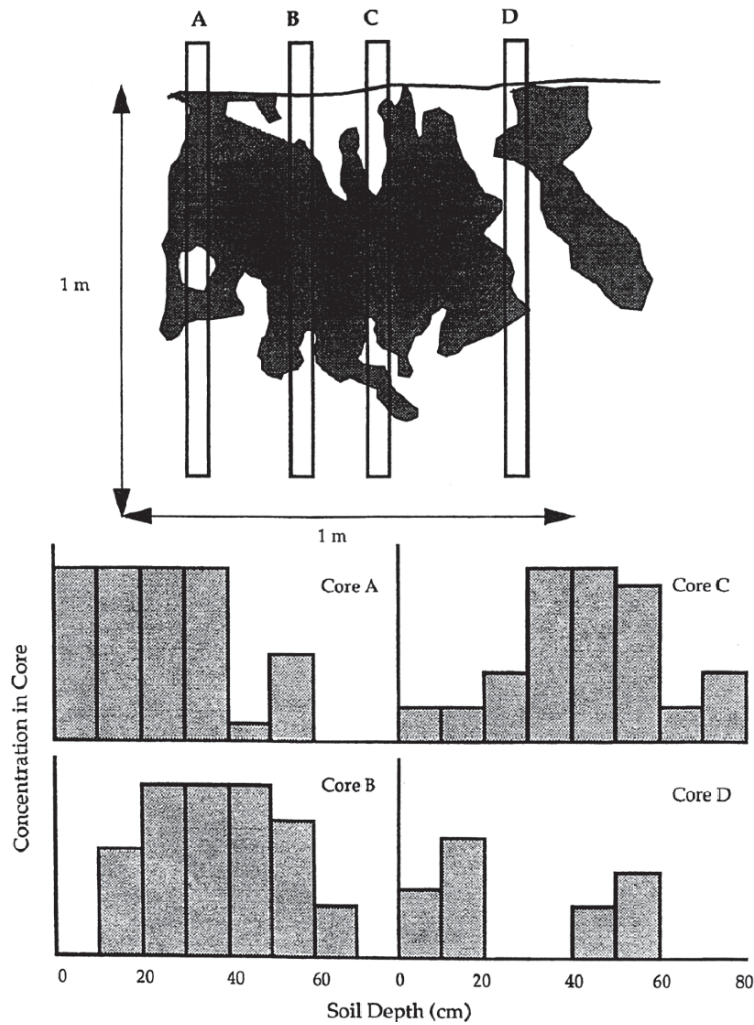 A B C D
1 m
1 m
Core A
Core C
Concentration in Core
Core B
Core D
0 20 40 60 0 20 40 60 80
Soil Depth (cm)